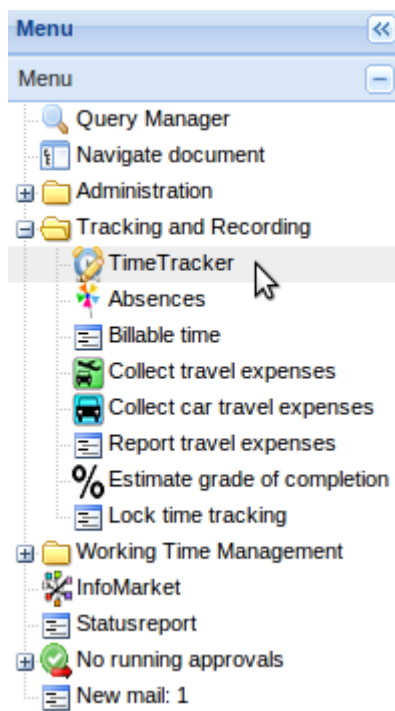 Menu
Menu
Query Manager
Navigate document
Administration
Tracking and Recording
TimeTracker
Absences
Billable time
Collect travel expenses
Collect car travel expenses
Report travel expenses
% Estimate grade of completion
Lock time tracking
Working Time Management
InfoMarket
Statusreport
No running approvals
New mail: 1